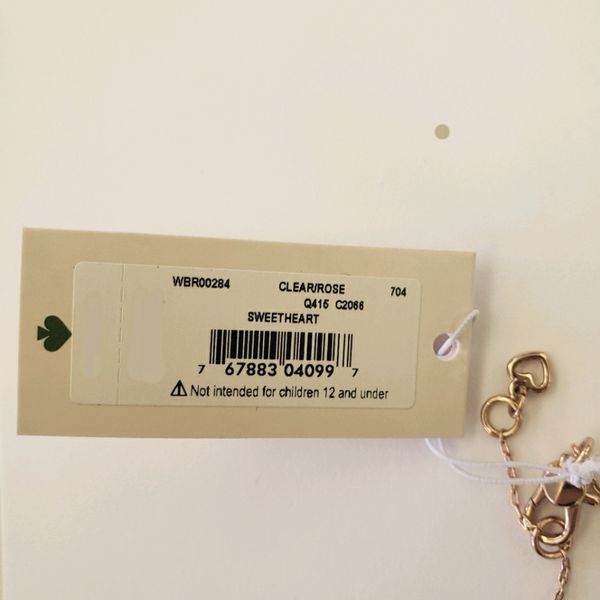 WBR00284 CLEAR/ROSE 704
Q415 C2066
SWEETHEART
7 67883 04099 7
⚠ Not intended for children 12 and under